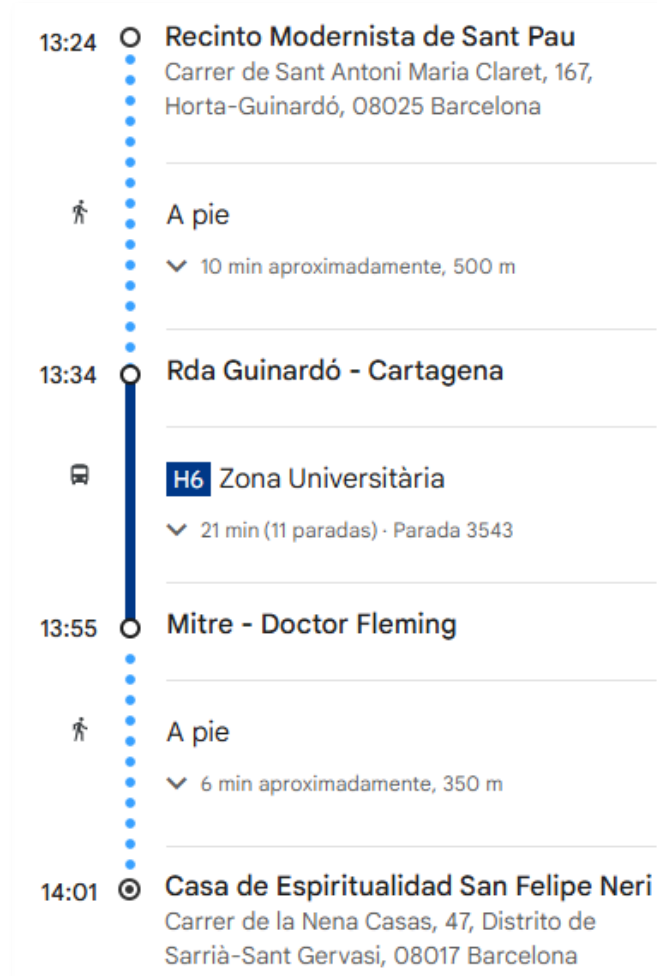 13:24 Recinto Modernista de Sant Pau
Carrer de Sant Antoni Maria Claret, 167,
Horta-Guinardó, 08025 Barcelona
A pie
10 min aproximadamente, 500 m
13:34 Rda Guinardó - Cartagena
H6 Zona Universitària
21 min (11 paradas) · Parada 3543
13:55 Mitre - Doctor Fleming
A pie
6 min aproximadamente, 350 m
14:01 Casa de Espiritualidad San Felipe Neri
Carrer de la Nena Casas, 47, Distrito de
Sarrià-Sant Gervasi, 08017 Barcelona